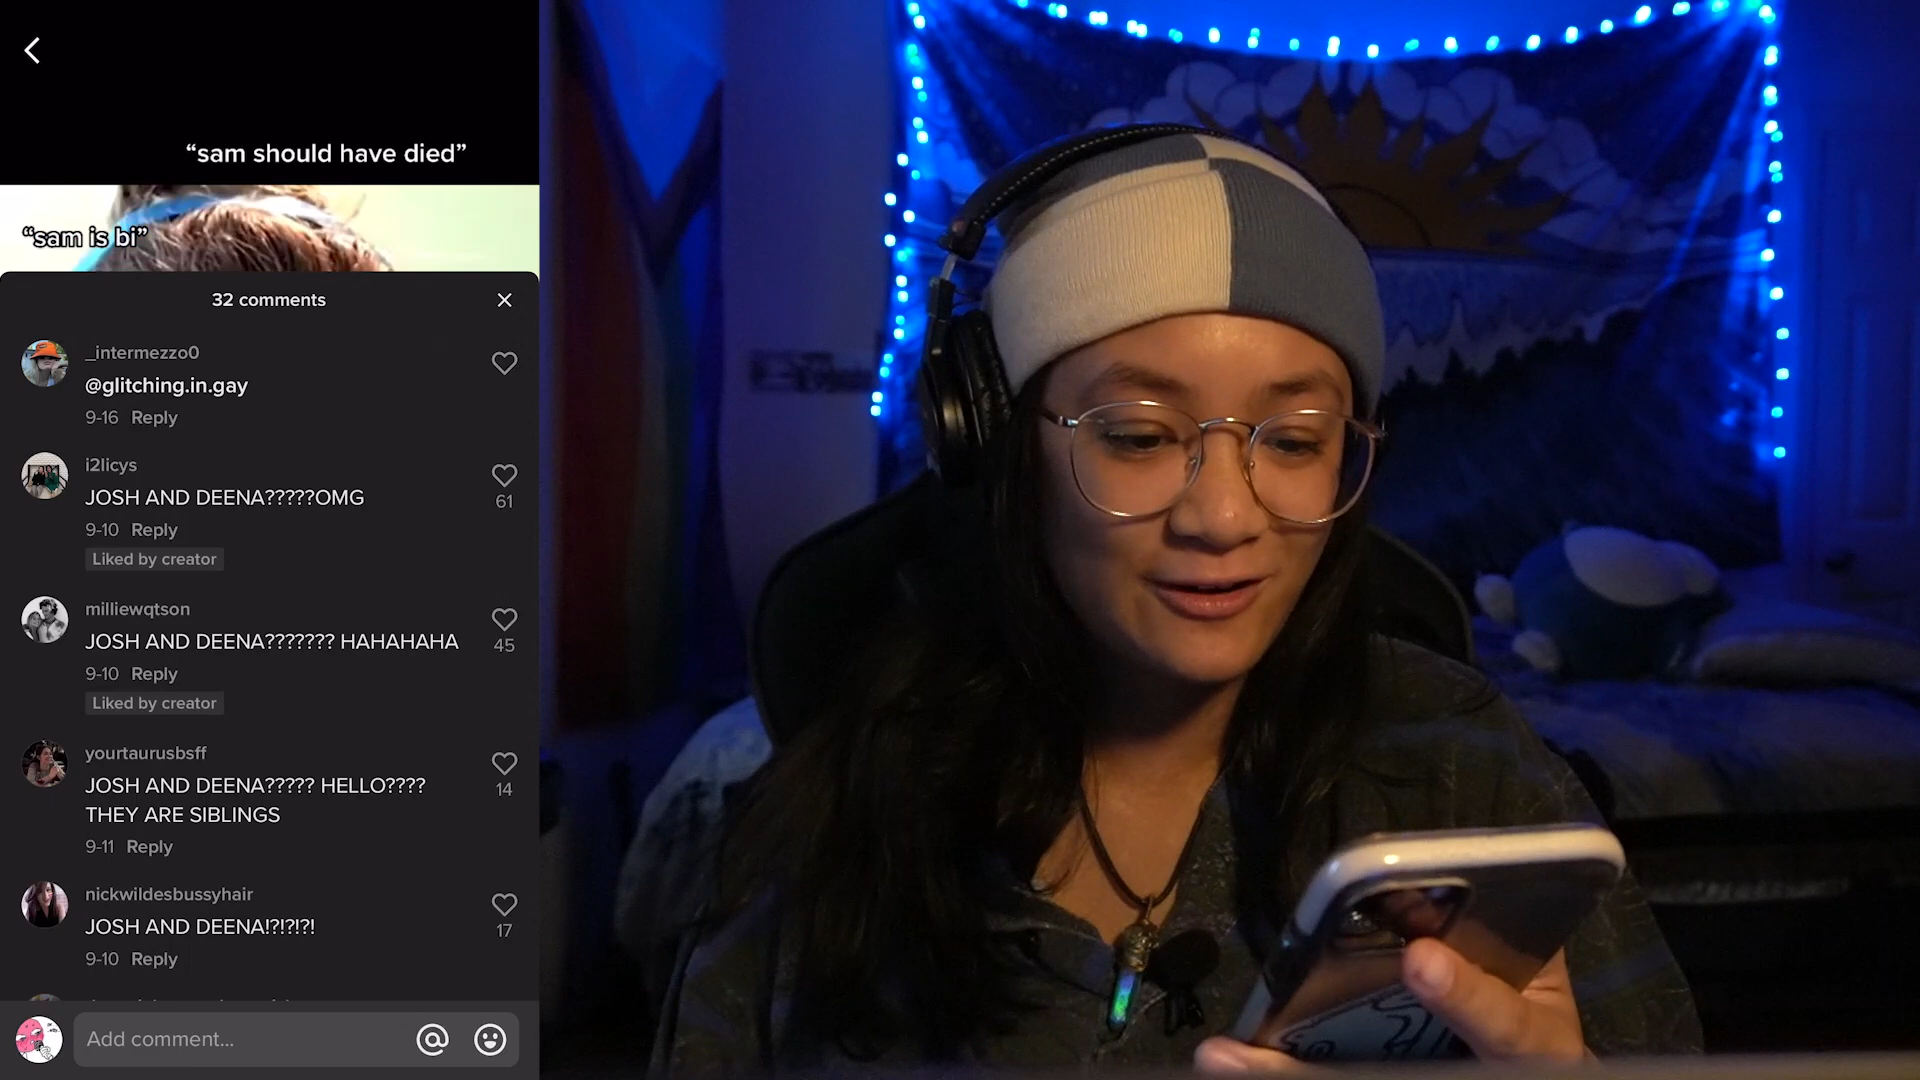 “sam should have died”
“sam is bi”
32 comments
_intermezzo0
@glitching.in.gay
9-16 Reply
i2licys
JOSH AND DEENA?????OMG
61
9-10 Reply
Liked by creator
milliewqtson
JOSH AND DEENA??????? HAHAHAHA
45
9-10 Reply
Liked by creator
yourtaurusbsff
JOSH AND DEENA????? HELLO????
14
THEY ARE SIBLINGS
9-11 Reply
nickwildesbussyhair
JOSH AND DEENA!?!?!?!
17
9-10 Reply
Add comment...